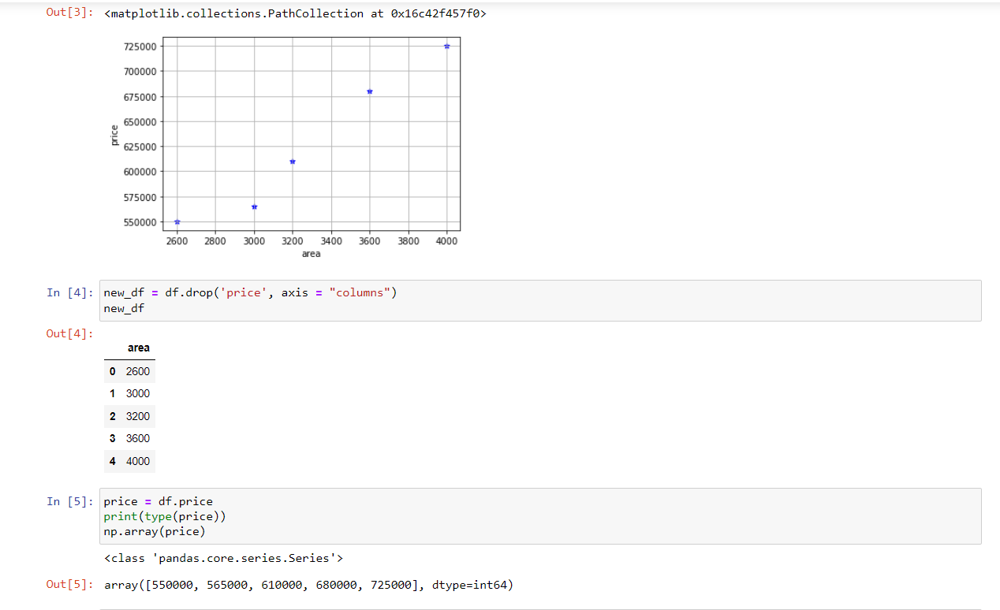 Out[3]: <matplotlib.collections.PathCollection at 0x16c42f457f0>
725000
700000
675000
650000
625000
600000
575000
550000
price
2600 2800 3000 3200 3400 3600 3800 4000
area
In [4]: new_df = df.drop('price', axis = "columns")
new_df
Out[4]:
area
0 2600
1 3000
2 3200
3 3600
4 4000
In [5]: price = df.price
print(type(price))
np.array(price)
<class 'pandas.core.series.Series'>
Out[5]: array([550000, 565000, 610000, 680000, 725000], dtype=int64)